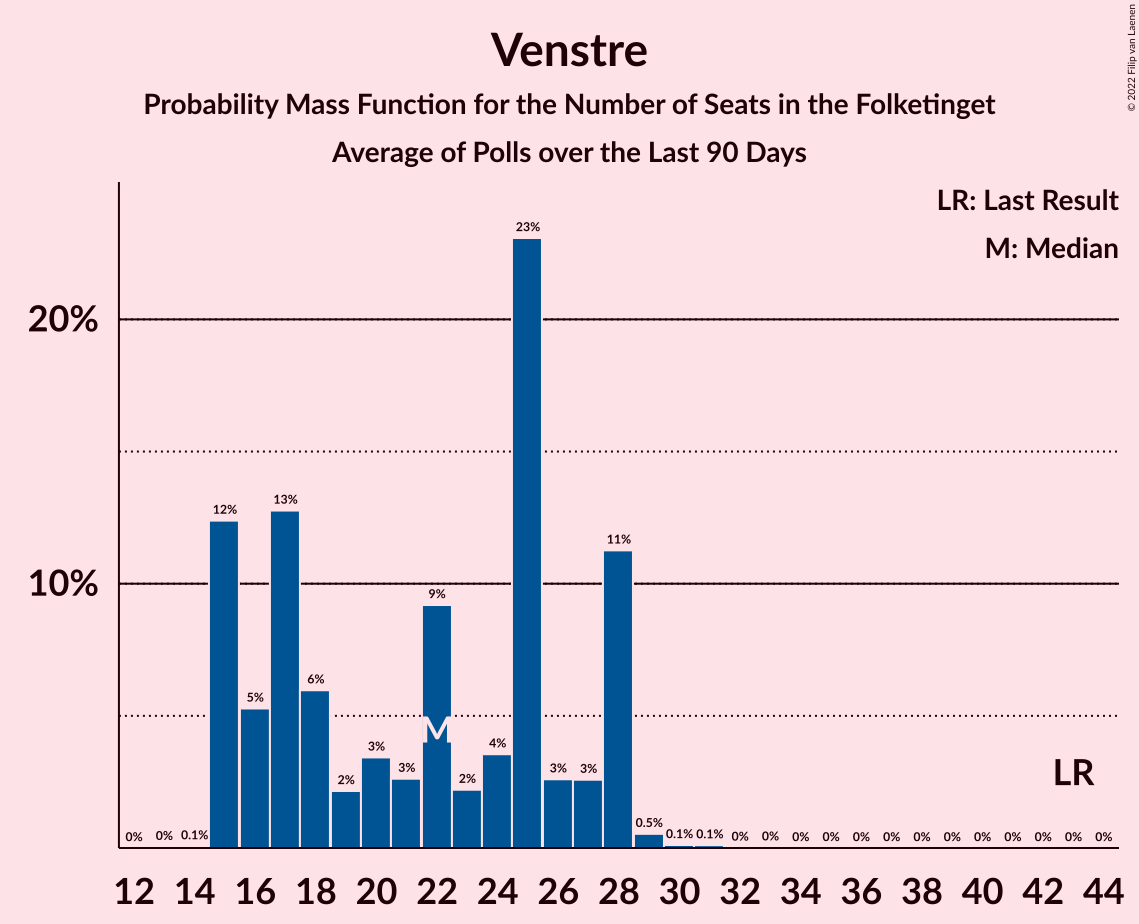 Venstre
Probability Mass Function for the Number of Seats in the Folketinget
Average of Polls over the Last 90 Days
© 2022 Filip van Laenen
LR: Last Result
M: Median
20%
10%
0% 0% 0.1% 12% 5% 13% 6% 2% 3% 3% 9% 2% 4% 23% 3% 3% 11% 0.5% 0.1% 0.1% 0% 0% 0% 0% 0% 0% 0% 0% 0% 0% 0% 0% 0%
M
LR
12 14 16 18 20 22 24 26 28 30 32 34 36 38 40 42 44